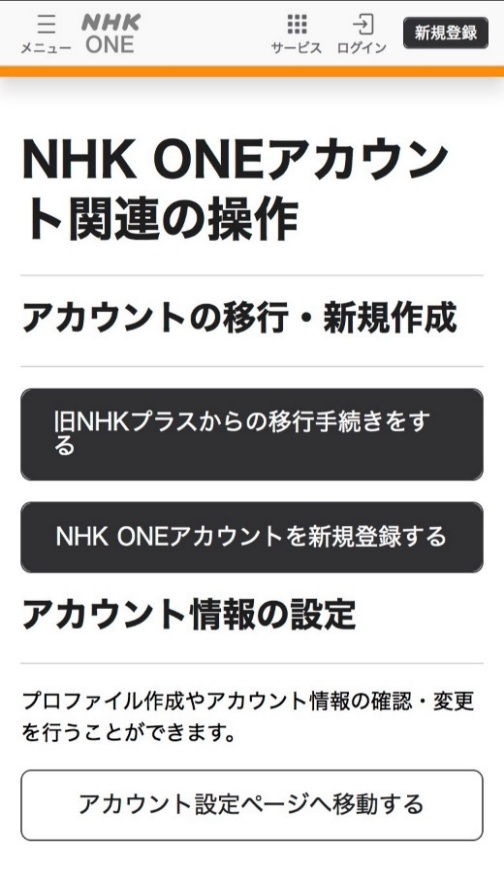 NHK
ONE
メニュー
サービス
ログイン
新規登録
NHK ONEアカウン
ト関連の操作
アカウントの移行・新規作成
旧NHKプラスからの移行手続きをす
る
NHK ONEアカウントを新規登録する
アカウント情報の設定
プロファイル作成やアカウント情報の確認・変更
を行うことができます。
アカウント設定ページへ移動する